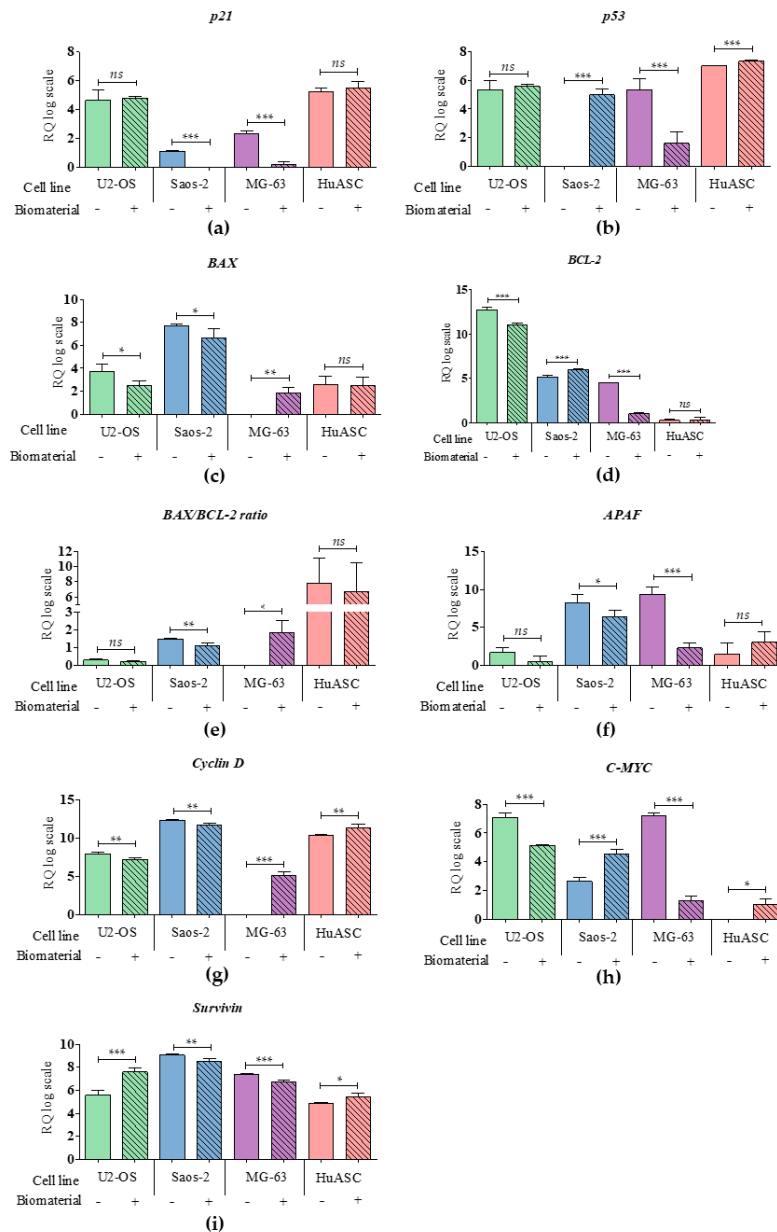 p21
RQ log scale
8
6
4
2
0
ns
***
***
ns
Cell line U2-OS Saos-2 MG-63 HuASC
Biomaterial - + - + - + - +
(a)
p53
RQ log scale
8
6
4
2
0
ns
***
***
***
Cell line U2-OS Saos-2 MG-63 HuASC
Biomaterial - + - + - + - +
(b)
BAX
RQ log scale
10
8
6
4
2
0
*
*
**
ns
Cell line U2-OS Saos-2 MG-63 HuASC
Biomaterial - + - + - + - +
(c)
BCL-2
RQ log scale
15
10
5
0
***
***
***
ns
Cell line U2-OS Saos-2 MG-63 HuASC
Biomaterial - + - + - + - +
(d)
BAX/BCL-2 ratio
RQ log scale
12
10
8
6
4
3
2
1
0
ns
**
ns
Cell line U2-OS Saos-2 MG-63 HuASC
Biomaterial - + - + - + - +
(e)
APAF
RQ log scale
15
10
5
0
ns
*
***
ns
Cell line U2-OS Saos-2 MG-63 HuASC
Biomaterial - + - + - + - +
(f)
Cyclin D
RQ log scale
15
10
5
0
**
**
***
**
Cell line U2-OS Saos-2 MG-63 HuASC
Biomaterial - + - + - + - +
(g)
C-MYC
RQ log scale
8
6
4
2
0
***
***
***
*
Cell line U2-OS Saos-2 MG-63 HuASC
Biomaterial - + - + - + - +
(h)
Survivin
RQ log scale
10
8
6
4
2
0
***
**
***
*
Cell line U2-OS Saos-2 MG-63 HuASC
Biomaterial - + - + - + - +
(i)